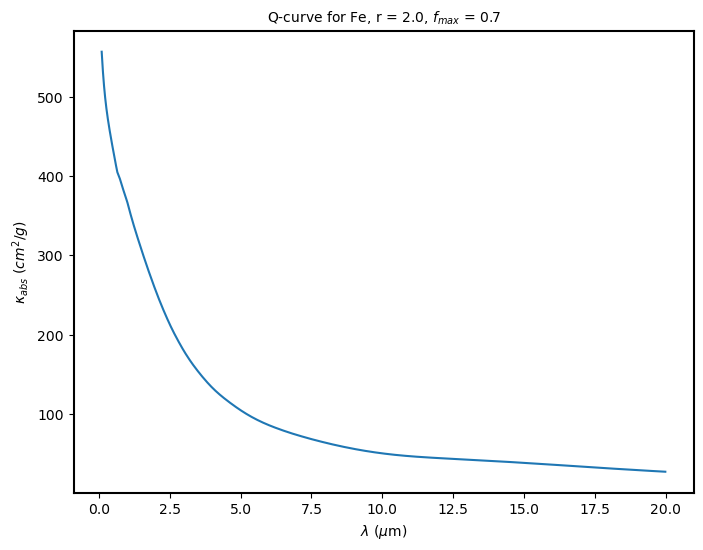 Q-curve for Fe, r = 2.0, f_max = 0.7
κ_abs (cm²/g)
500
400
300
200
100
0.0 2.5 5.0 7.5 10.0 12.5 15.0 17.5 20.0
λ (μm)